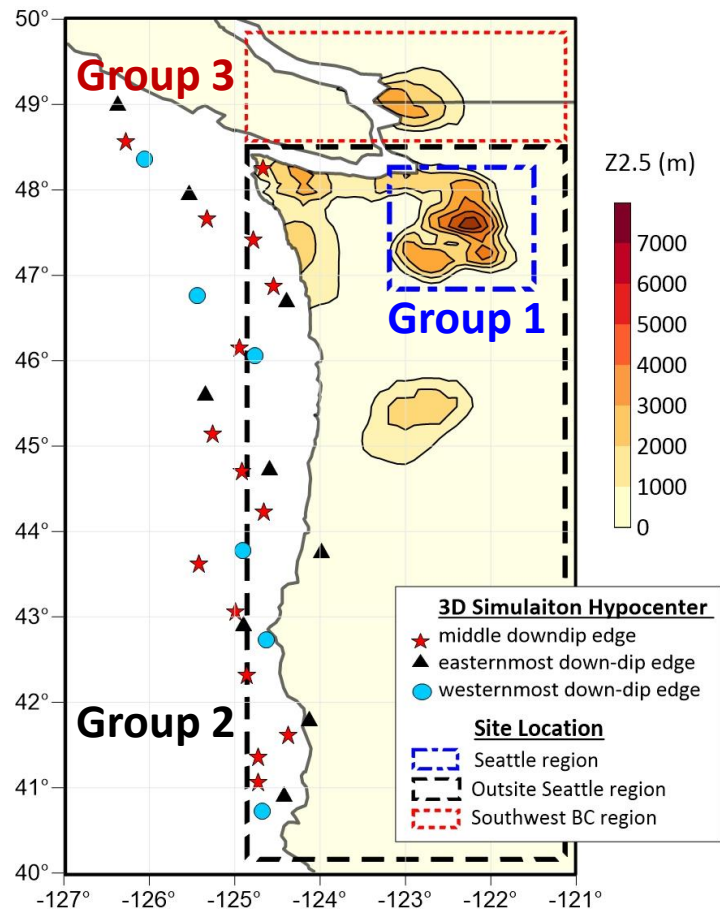 50°
49°
48°
47°
46°
45°
44°
43°
42°
41°
40°
-127°
-126°
-125°
-124°
-123°
-122°
-121°
Group 3
Group 1
Group 2
Z2.5 (m)
7000
6000
5000
4000
3000
2000
1000
0
3D Simulaiton Hypocenter
middle downdip edge
easternmost down-dip edge
westernmost down-dip edge
Site Location
Seattle region
Outsite Seattle region
Southwest BC region